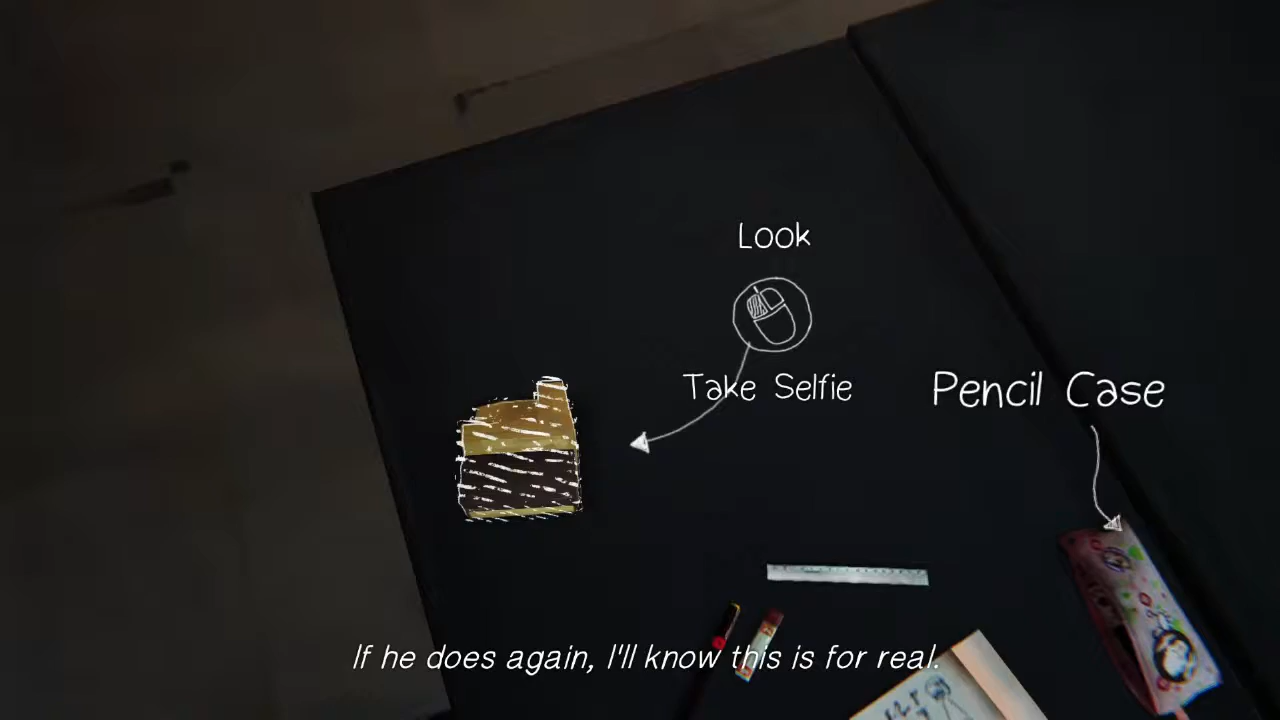 Look
Take Selfie
Pencil Case
If he does again, I'll know this is for real.